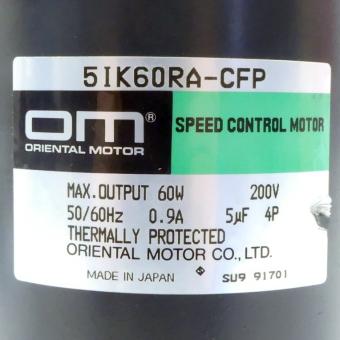 5IK60RA-CFP
OM®
ORIENTAL MOTOR
SPEED CONTROL MOTOR
MAX. OUTPUT 60W 200V
50/60Hz 0.9A 5µF 4P
THERMALLY PROTECTED
ORIENTAL MOTOR CO., LTD.
MADE IN JAPAN SU9 91701